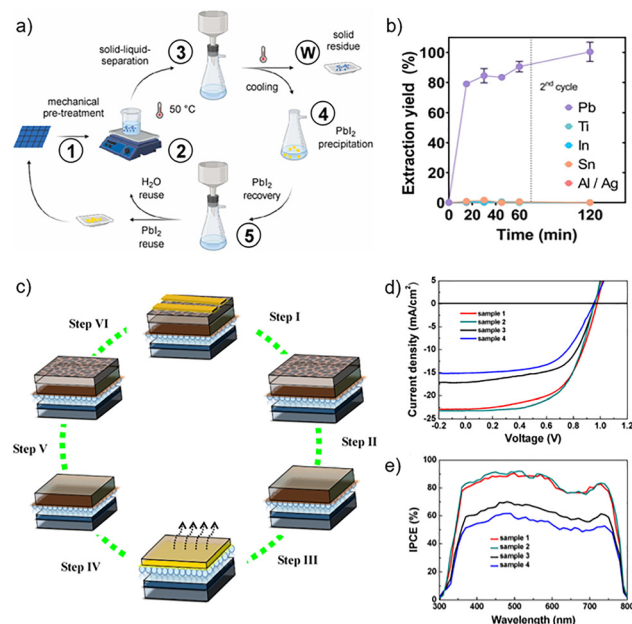 a)
solid-liquid-
separation
3
W
solid
residue
cooling
50 °C
mechanical
pre-treatment
1
2
4
PbI2
precipitation
H2O
reuse
PbI2
recovery
PbI2
reuse
5
b)
Extraction yield (%)
120
100
80
60
40
20
0
2nd cycle
Pb
Ti
In
Sn
Al / Ag
0 20 40 60 120
Time (min)
c)
Step VI
Step I
Step V
Step II
Step IV
Step III
d)
Current density (mA/cm2)
5
0
-5
-10
-15
-20
-25
sample 1
sample 2
sample 3
sample 4
-0.2 0.0 0.2 0.4 0.6 0.8 1.0 1.2
Voltage (V)
e)
IPCE (%)
100
80
60
40
20
0
sample 1
sample 2
sample 3
sample 4
300 400 500 600 700 800
Wavelength (nm)